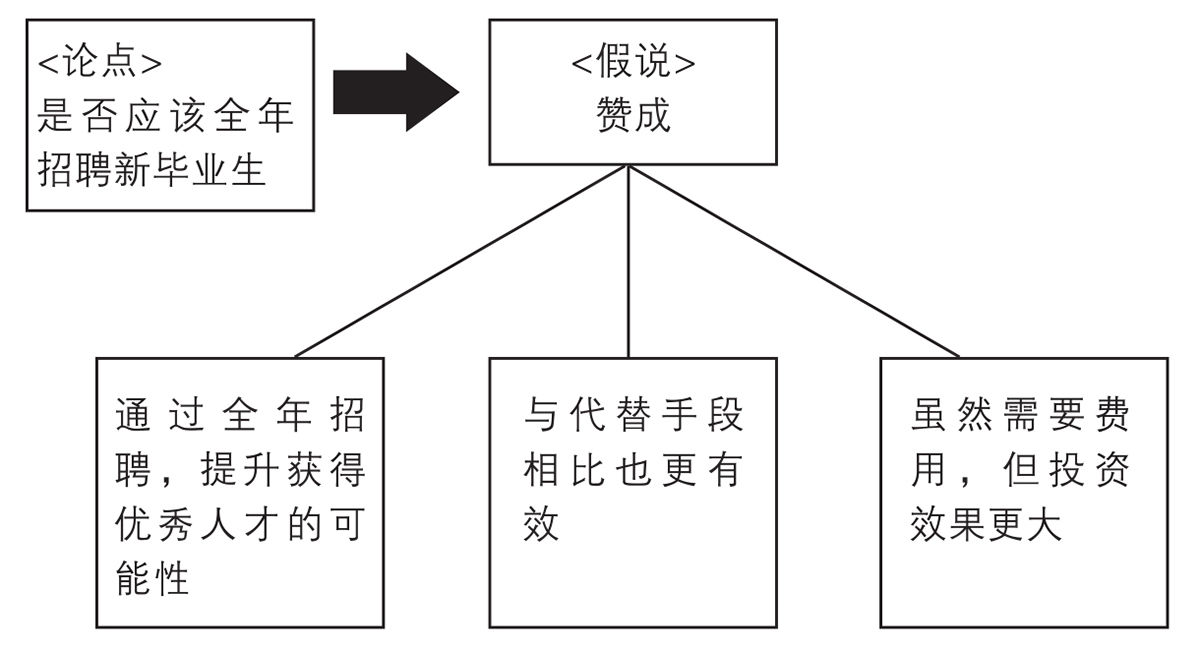 <论点>
是否应该全年
招聘新毕业生
<假说>
赞成
通过全年招
聘，提升获得
优秀人才的可
能性
与代替手段
相比也更有
效
虽然需要费
用，但投资
效果更大